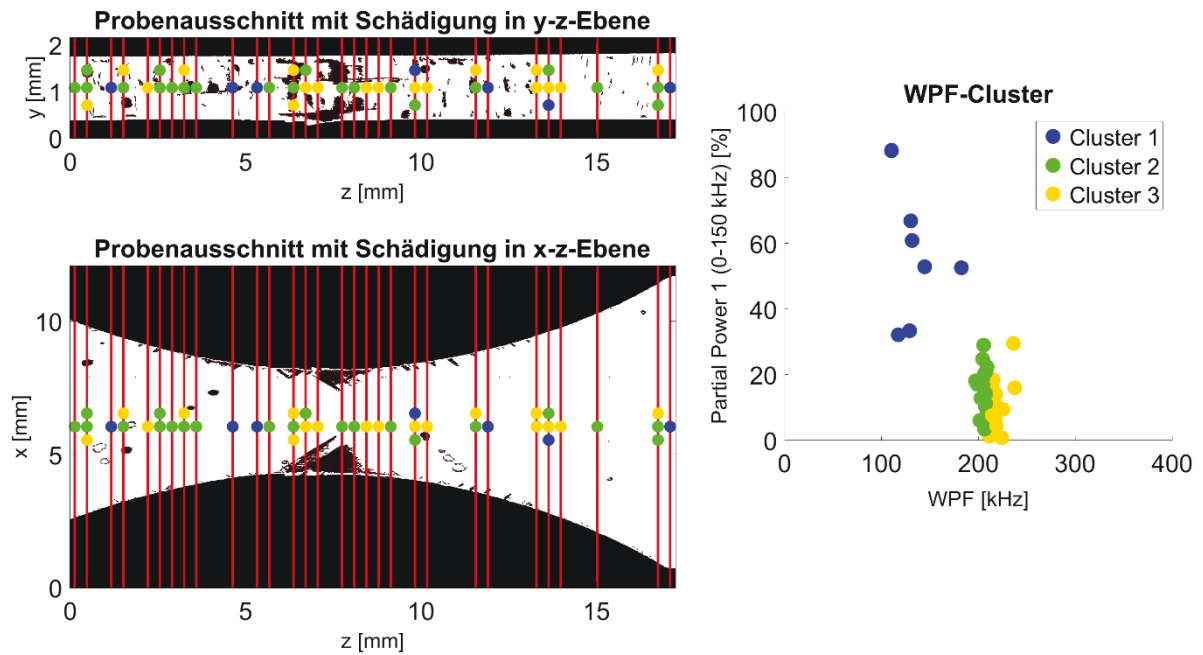 Probenausschnitt mit Schädigung in y-z-Ebene
2
1
0
y [mm]
0
5
10
15
z [mm]
Probenausschnitt mit Schädigung in x-z-Ebene
10
5
0
x [mm]
0
5
10
15
z [mm]
WPF-Cluster
Partial Power 1 (0-150 kHz) [%]
100
80
60
40
20
0
Cluster 1
Cluster 2
Cluster 3
0
100
200
300
400
WPF [kHz]